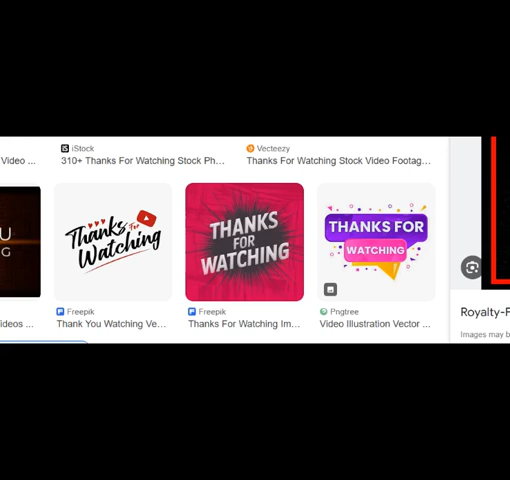 iStock
Vecteezy
Video ...
310+ Thanks For Watching Stock Ph...
Thanks For Watching Stock Video Footag...
U
G
Thanks For
Watching
THANKS
FOR
WATCHING
THANKS FOR
WATCHING
Freepik
Freepik
Pngtree
ideos ...
Thank You Watching Ve...
Thanks For Watching Im...
Video Illustration Vector ...
Royalty-F
Images may b